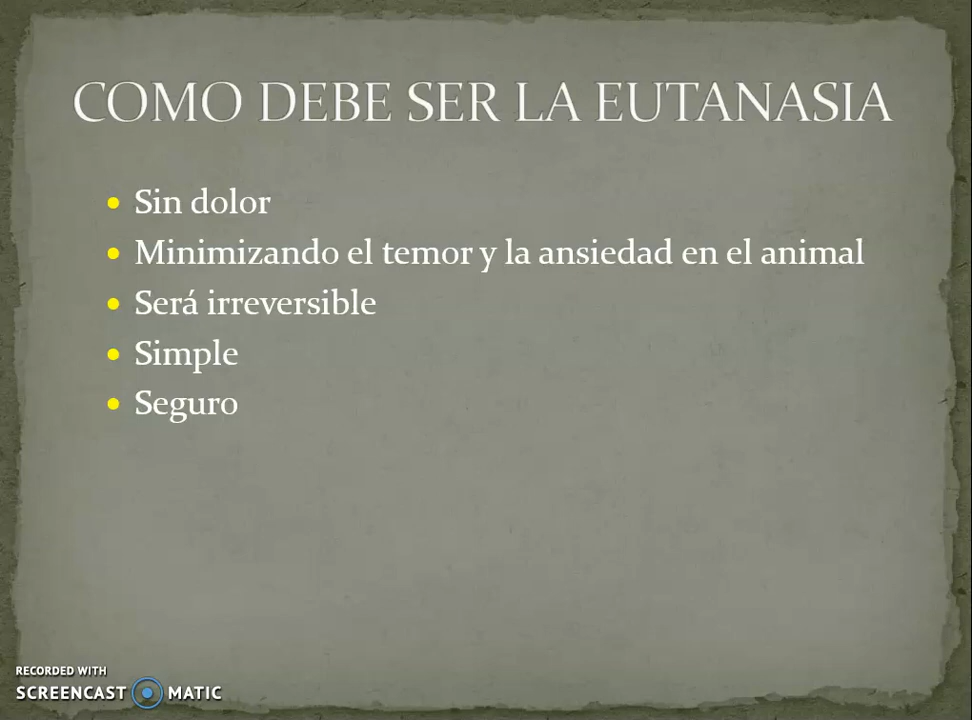 COMO DEBE SER LA EUTANASIA
Sin dolor
Minimizando el temor y la ansiedad en el animal
Será irreversible
Simple
Seguro
RECORDED WITH
SCREENCAST MATIC